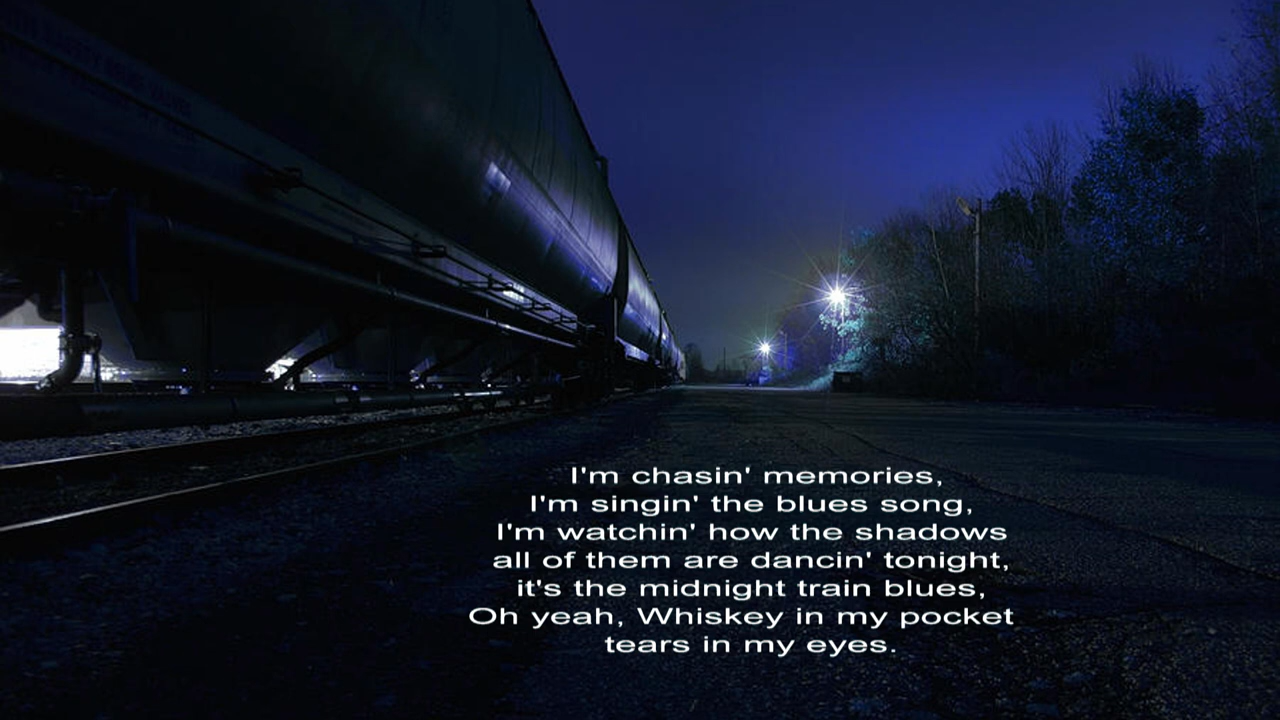 I'm chasin' memories,
I'm singin' the blues song,
I'm watchin' how the shadows
all of them are dancin' tonight,
it's the midnight train blues,
Oh yeah, Whiskey in my pocket
tears in my eyes.